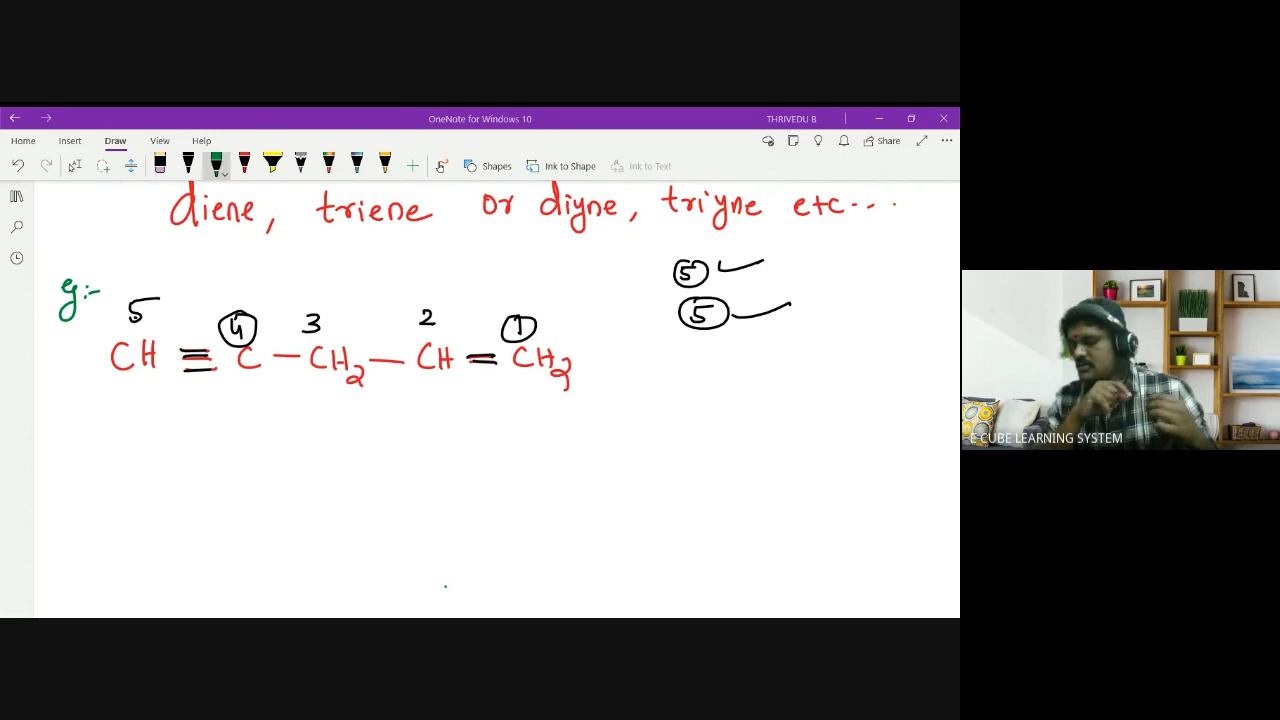 OneNote for Windows 10
THRIVEDU B
Home Insert Draw View Help
Share
Shapes Ink to Shape Ink to Text
diene, triene or diyne, triyne etc...
5
5
g:-
5 4 3 2 1
CH ≡ C — CH2 — CH = CH2
E CUBE LEARNING SYSTEM